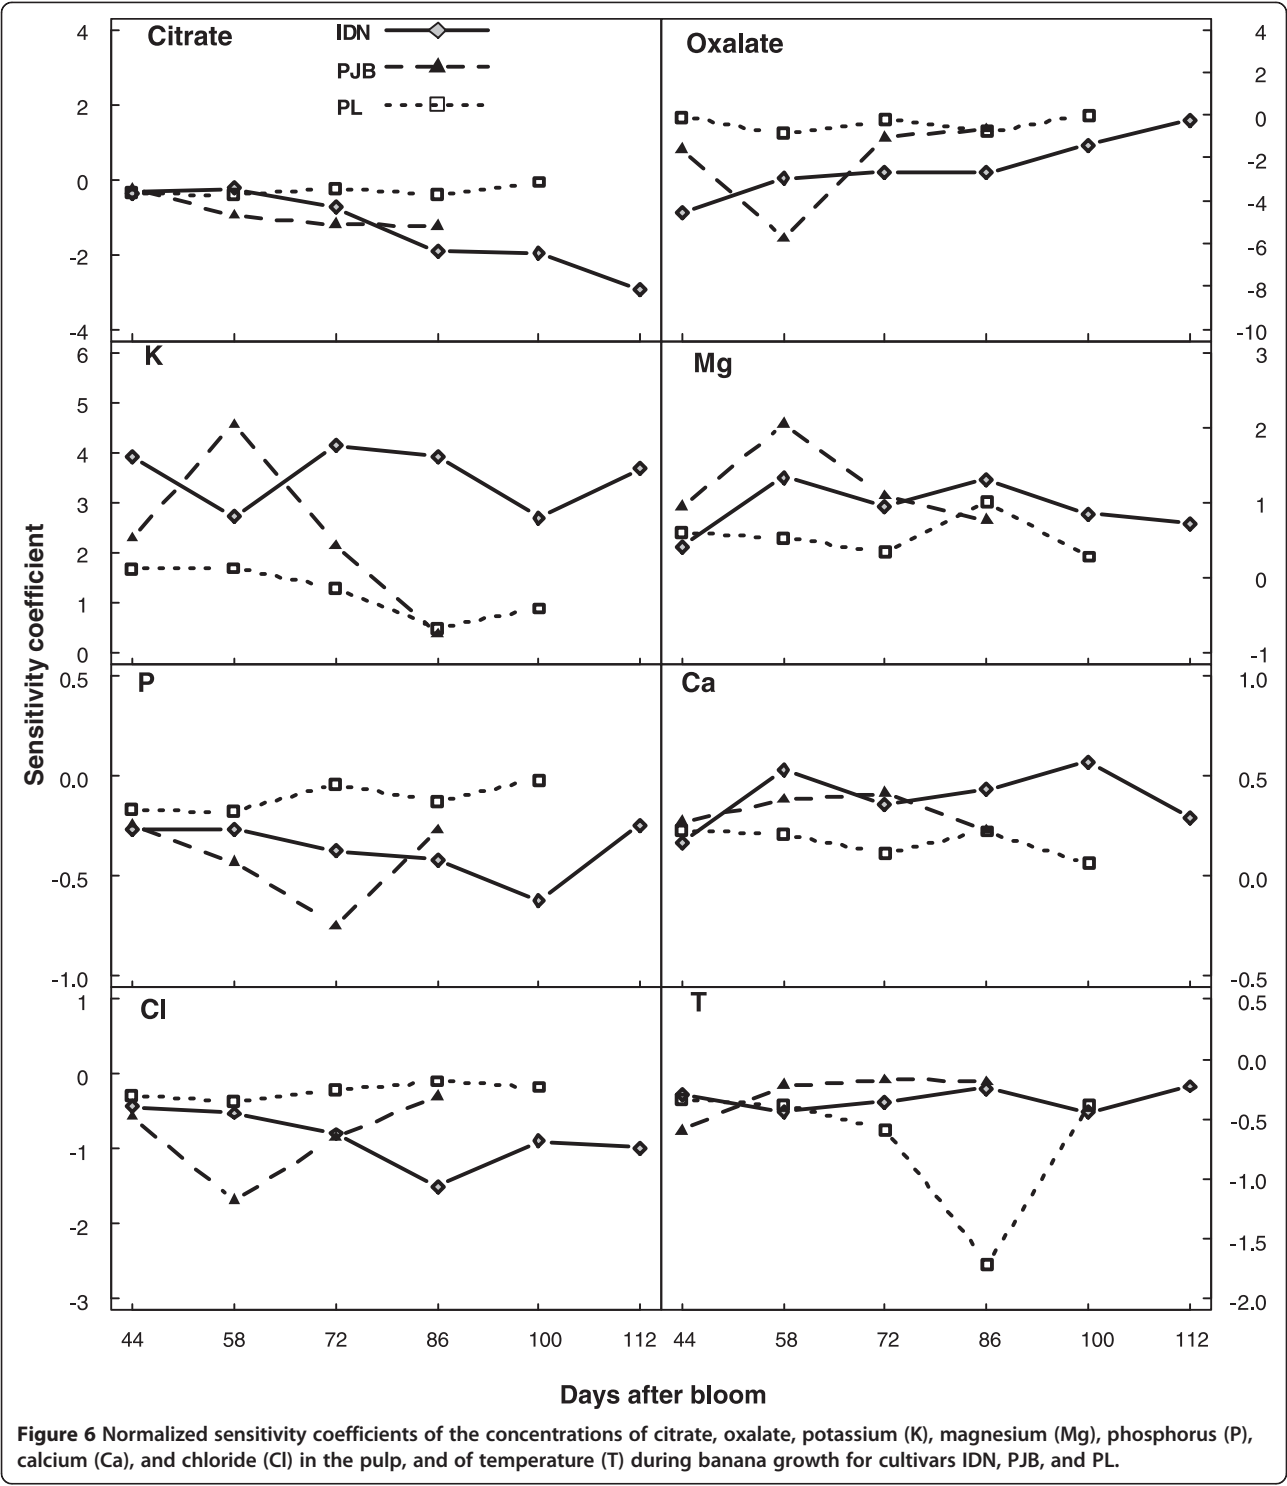 Citrate
IDN
PJB
PL
4
2
0
-2
-4
Oxalate
4
2
0
-2
-4
-6
-8
-10
K
6
5
4
3
2
1
0
Mg
3
2
1
0
-1
Sensitivity coefficient
P
0.5
0.0
-0.5
-1.0
Ca
1.0
0.5
0.0
-0.5
Cl
1
0
-1
-2
-3
T
0.5
0.0
-0.5
-1.0
-1.5
-2.0
44 58 72 86 100 112
44 58 72 86 100 112
Days after bloom
Figure 6 Normalized sensitivity coefficients of the concentrations of citrate, oxalate, potassium (K), magnesium (Mg), phosphorus (P),
calcium (Ca), and chloride (Cl) in the pulp, and of temperature (T) during banana growth for cultivars IDN, PJB, and PL.